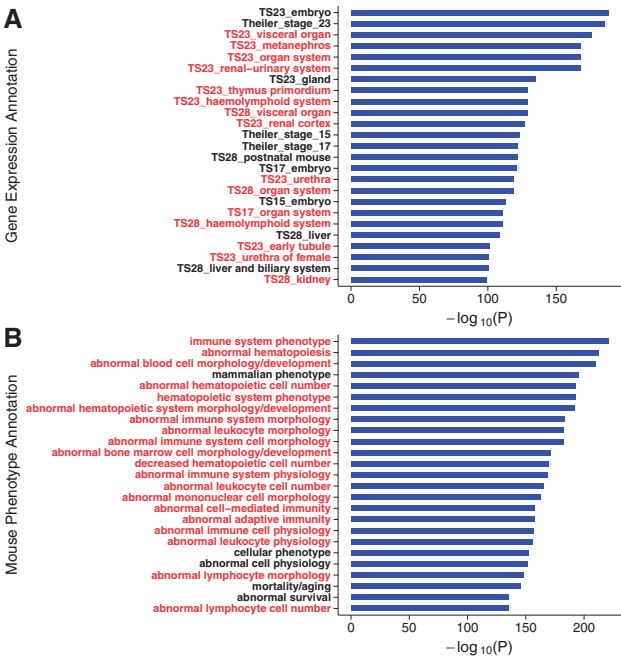 A
Gene Expression Annotation
TS23_embryo
Theiler_stage_23
TS23_visceral organ
TS23_metanephros
TS23_organ system
TS23_renal−urinary system
TS23_gland
TS23_thymus primordium
TS23_haemolymphoid system
TS28_visceral organ
TS23_renal cortex
Theiler_stage_15
Theiler_stage_17
TS28_postnatal mouse
TS17_embryo
TS23_urethra
TS28_organ system
TS15_embryo
TS17_organ system
TS28_haemolymphoid system
TS28_liver
TS23_early tubule
TS23_urethra of female
TS28_liver and biliary system
TS28_kidney
0 50 100 150
−log10(P)
B
Mouse Phenotype Annotation
immune system phenotype
abnormal hematopoiesis
abnormal blood cell morphology/development
mammalian phenotype
abnormal hematopoietic cell number
hematopoietic system phenotype
abnormal hematopoietic system morphology/development
abnormal immune system morphology
abnormal leukocyte morphology
abnormal immune system cell morphology
abnormal bone marrow cell morphology/development
decreased hematopoietic cell number
abnormal immune system physiology
abnormal leukocyte cell number
abnormal mononuclear cell morphology
abnormal cell−mediated immunity
abnormal adaptive immunity
abnormal immune cell physiology
abnormal leukocyte physiology
cellular phenotype
abnormal cell physiology
abnormal lymphocyte morphology
mortality/aging
abnormal survival
abnormal lymphocyte cell number
0 50 100 150 200
−log10(P)